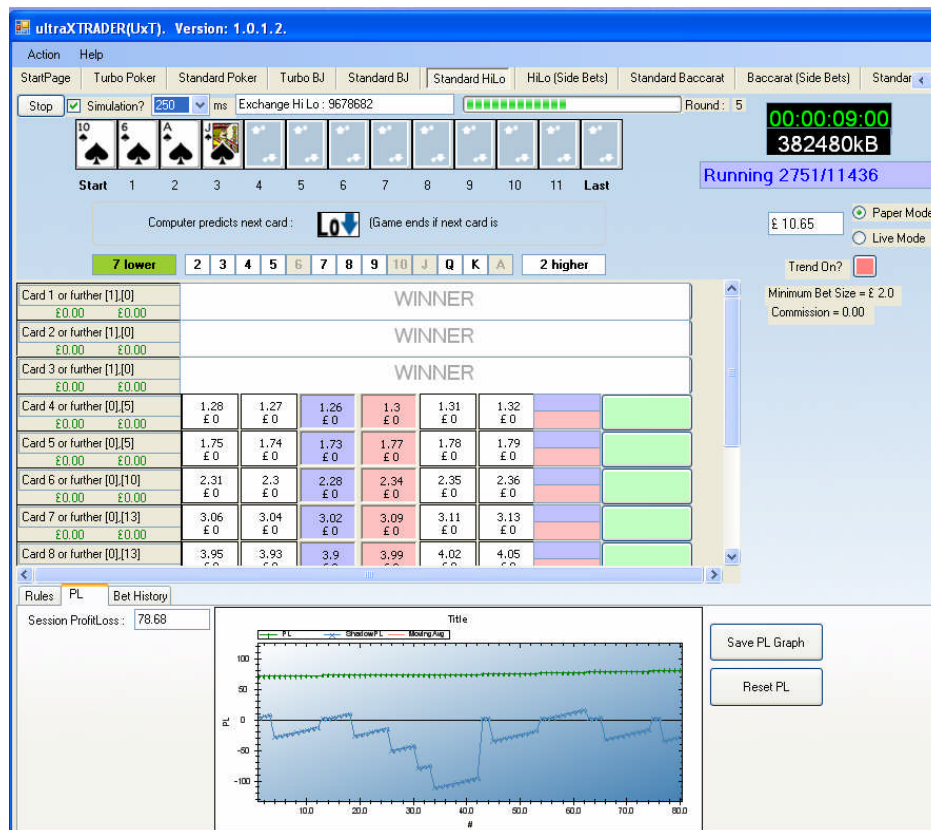 ultraXTRADER(UxT). Version: 1.0.1.2.
Action Help
StartPage Turbo Poker Standard Poker Turbo BJ Standard BJ Standard HiLo HiLo (Side Bets) Standard Baccarat Baccarat (Side Bets) Standar
Stop Simulation? 250 ms Exchange Hi Lo : 9678682 Round : 5
00:00:09:00
382480kB
10 6 A J
Running 2751/11436
Start 1 2 3 4 5 6 7 8 9 10 11 Last
Computer predicts next card : Lo (Game ends if next card is
£ 10.65 Paper Mode
Live Mode
7 lower 2 3 4 5 6 7 8 9 10 J Q K A 2 higher
Trend On?
Minimum Bet Size = £ 2.0
Commission = 0.00
Card 1 or further [1],[0] WINNER
£0.00 £0.00
Card 2 or further [1],[0] WINNER
£0.00 £0.00
Card 3 or further [1],[0] WINNER
£0.00 £0.00
Card 4 or further [0],[5] 1.28 1.27 1.26 1.3 1.31 1.32
£0.00 £0.00 £ 0 £ 0 £ 0 £ 0 £ 0 £ 0
Card 5 or further [0],[5] 1.75 1.74 1.73 1.77 1.78 1.79
£0.00 £0.00 £ 0 £ 0 £ 0 £ 0 £ 0 £ 0
Card 6 or further [0],[10] 2.31 2.3 2.28 2.34 2.35 2.36
£0.00 £0.00 £ 0 £ 0 £ 0 £ 0 £ 0 £ 0
Card 7 or further [0],[13] 3.06 3.04 3.02 3.09 3.11 3.13
£0.00 £0.00 £ 0 £ 0 £ 0 £ 0 £ 0 £ 0
Card 8 or further [0],[13] 3.95 3.93 3.9 3.99 4.02 4.05
Rules PL Bet History
Session ProfitLoss : 78.68
Title
PL ShadowPL Moving Avg
Save PL Graph
Reset PL
PL
100
50
0
-50
-100
10.0 20.0 30.0 40.0 50.0 60.0 70.0 80.0
#